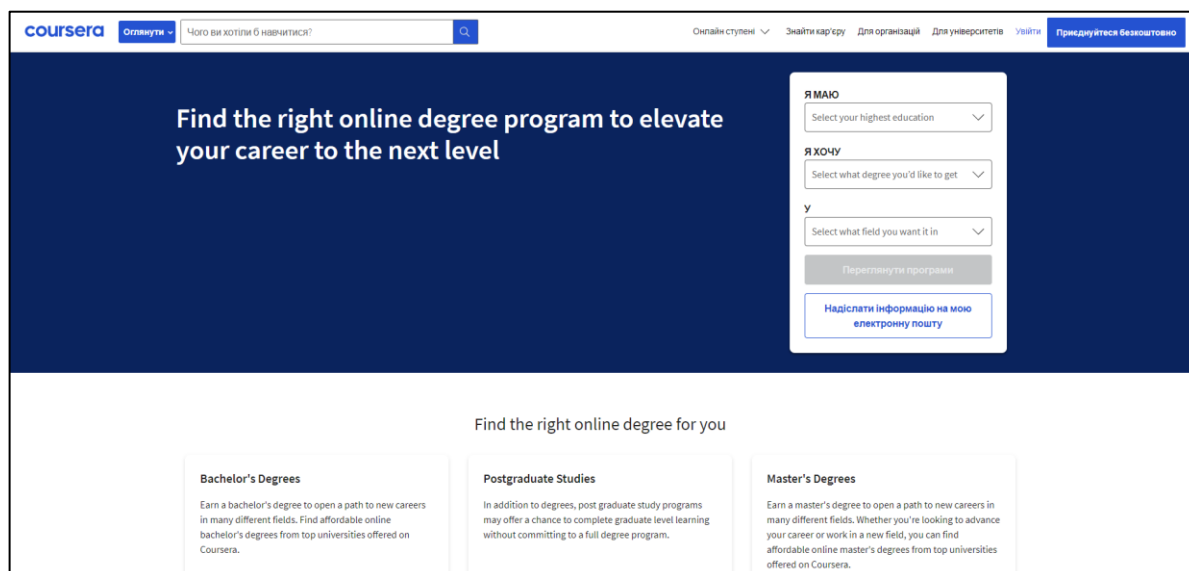 coursera
Оглянути
Чого ви хотіли б навчитися?
Онлайн ступені
Знайти кар'єру
Для організацій
Для університетів
Увійти
Приєднуйтеся безкоштовно
Find the right online degree program to elevate
your career to the next level
Я МАЮ
Select your highest education
Я ХОЧУ
Select what degree you'd like to get
У
Select what field you want it in
Переглянути програми
Надіслати інформацію на мою
електронну пошту
Find the right online degree for you
Bachelor's Degrees
Earn a bachelor's degree to open a path to new careers
in many different fields. Find affordable online
bachelor's degrees from top universities offered on
Coursera.
Postgraduate Studies
In addition to degrees, post graduate study programs
may offer a chance to complete graduate level learning
without committing to a full degree program.
Master's Degrees
Earn a master's degree to open a path to new careers in
many different fields. Whether you're looking to advance
your career or work in a new field, you can find
affordable online master's degrees from top universities
offered on Coursera.